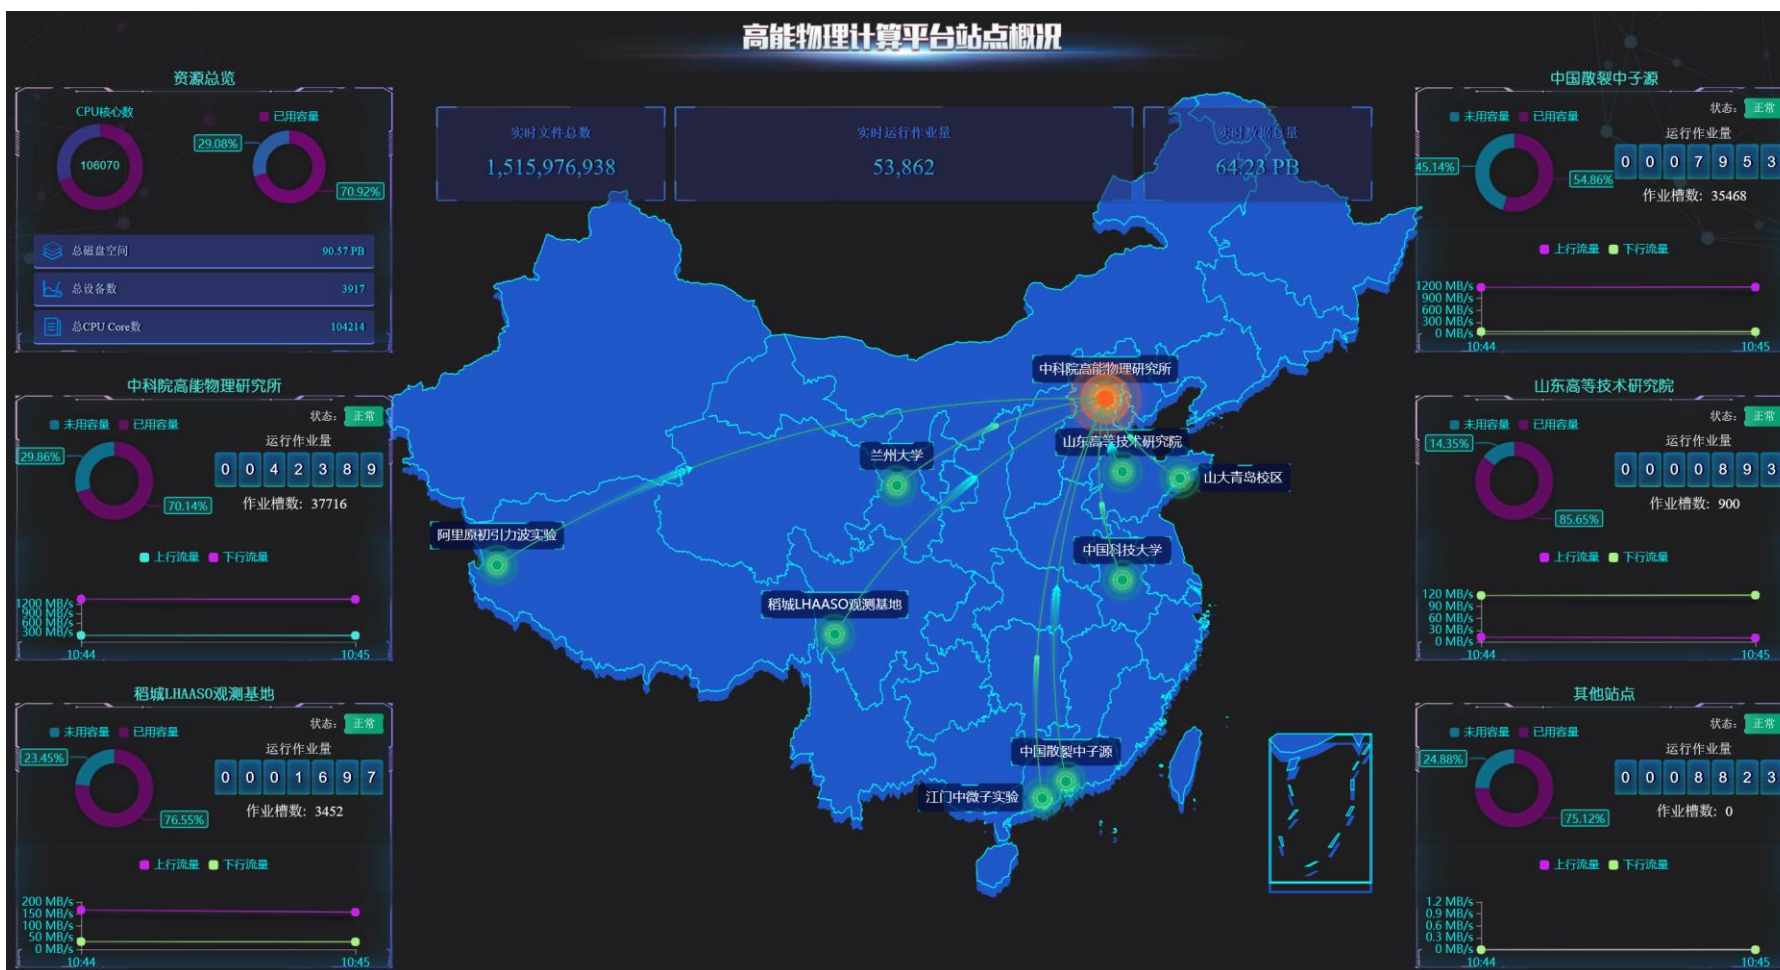 高能物理计算平台站点概况
资源总览
CPU核心数
106070
已用容量
29.08%
70.92%
总磁盘空间 90.57 PB
总设备数 3917
总CPU Core数 104214
中科院高能物理研究所
状态: 正常
未用容量 已用容量
运行作业量
29.86%
0 0 4 2 3 8 9
70.14%
作业槽数: 37716
上行流量 下行流量
1200 MB/s
900 MB/s
600 MB/s
300 MB/s
10:44 10:45
稻城LHAASO观测基地
状态: 正常
未用容量 已用容量
运行作业量
23.45%
0 0 0 1 6 9 7
76.55%
作业槽数: 3452
上行流量 下行流量
200 MB/s
150 MB/s
100 MB/s
50 MB/s
0 MB/s
10:44 10:45
实时文件总数
1,515,976,938
实时运行作业量
53,862
实时数据总量
64.23 PB
中科院高能物理研究所
山东高等技术研究院
兰州大学
山大青岛校区
阿里原初引力波实验
中国科技大学
稻城LHAASO观测基地
中国散裂中子源
江门中微子实验
中国散裂中子源
状态: 正常
未用容量 已用容量
运行作业量
45.14%
0 0 0 7 9 5 3
54.86%
作业槽数: 35468
上行流量 下行流量
1200 MB/s
900 MB/s
600 MB/s
300 MB/s
0 MB/s
10:44 10:45
山东高等技术研究院
状态: 正常
未用容量 已用容量
运行作业量
14.35%
0 0 0 0 8 9 3
85.65%
作业槽数: 900
上行流量 下行流量
120 MB/s
90 MB/s
60 MB/s
30 MB/s
0 MB/s
10:44 10:45
其他站点
状态: 正常
未用容量 已用容量
运行作业量
24.88%
0 0 0 8 8 2 3
75.12%
作业槽数: 0
上行流量 下行流量
1.2 MB/s
0.9 MB/s
0.6 MB/s
0.3 MB/s
0 MB/s
10:44 10:45